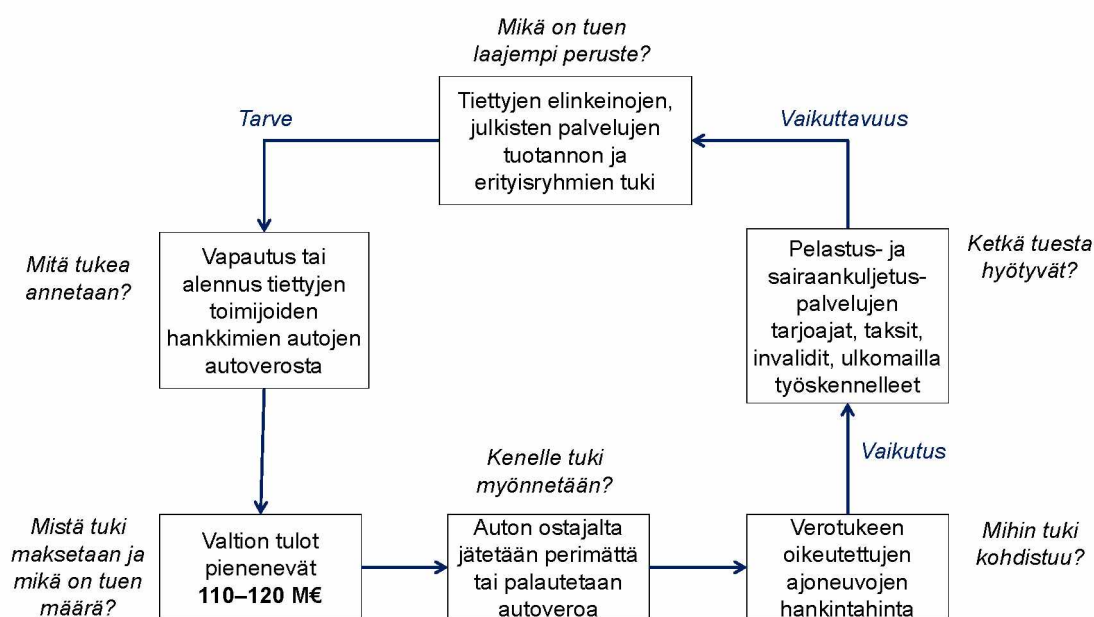 Mikä on tuen
laajempi peruste?
Tiettyjen elinkeinojen,
julkisten palvelujen
tuotannon ja
erityisryhmien tuki
Tarve
Vaikuttavuus
Mitä tukea
annetaan?
Vapautus tai
alennus tiettyjen
toimijoiden
hankkimien autojen
autoverosta
Pelastus- ja
sairaankuljetus-
palvelujen
tarjoajat, taksit,
invalidit, ulkomailla
työskennelleet
Ketkä tuesta
hyötyvät?
Vaikutus
Kenelle tuki
myönnetään?
Mistä tuki
maksetaan ja
mikä on tuen
määrä?
Valtion tulot
pienenevät
110–120 M€
Auton ostajalta
jätetään perimättä
tai palautetaan
autoveroa
Verotukeen
oikeutettujen
ajoneuvojen
hankintahinta
Mihin tuki
kohdistuu?